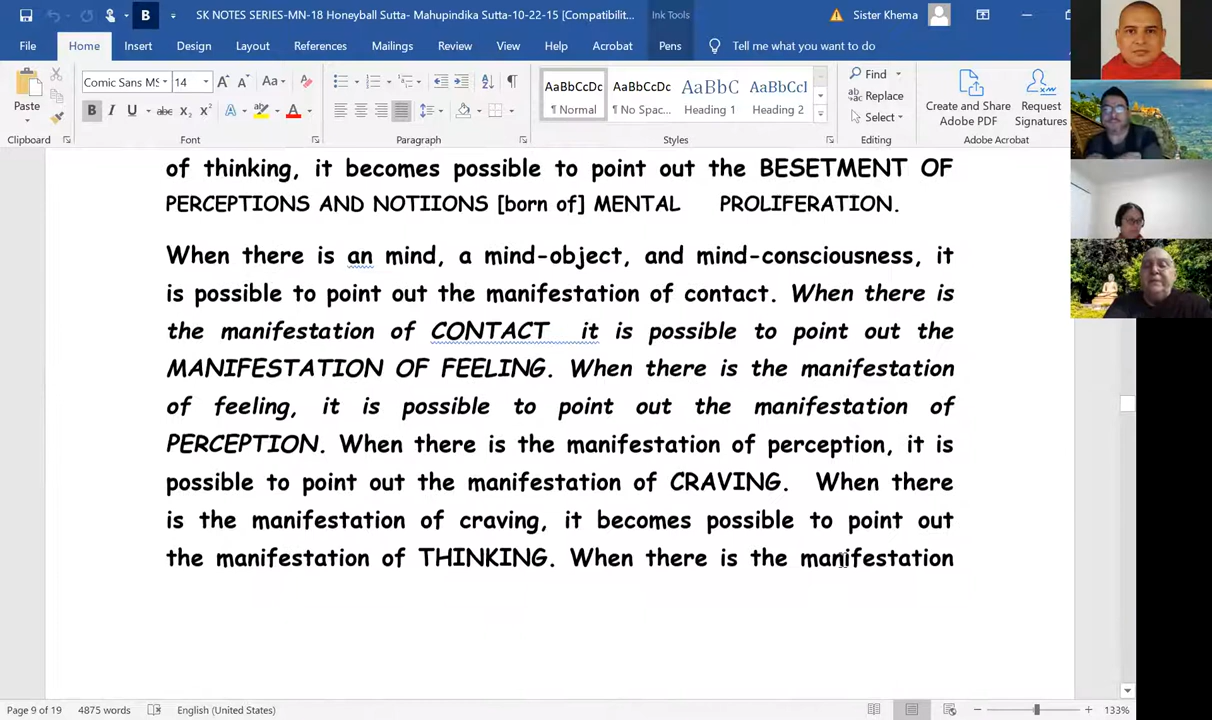 SK NOTES SERIES-MN-18 Honeyball Sutta- Mahupindika Sutta-10-22-15 [Compatibilit...
Ink Tools
Sister Khema
File Home Insert Design Layout References Mailings Review View Help Acrobat Pens Tell me what you want to do
Paste
Clipboard
Comic Sans MS 14
Font
Paragraph
AaBbCcDc AaBbCcDc AaBbC AaBbCcl
¶ Normal ¶ No Spac... Heading 1 Heading 2
Styles
Find
Replace
Select
Editing
Create and Share
Adobe PDF
Request
Signatures
Adobe Acrobat
of thinking, it becomes possible to point out the BESETMENT OF
PERCEPTIONS AND NOTIIONS [born of] MENTAL PROLIFERATION.
When there is an mind, a mind-object, and mind-consciousness, it
is possible to point out the manifestation of contact. When there is
the manifestation of CONTACT it is possible to point out the
MANIFESTATION OF FEELING. When there is the manifestation
of feeling, it is possible to point out the manifestation of
PERCEPTION. When there is the manifestation of perception, it is
possible to point out the manifestation of CRAVING. When there
is the manifestation of craving, it becomes possible to point out
the manifestation of THINKING. When there is the manifestation
Page 9 of 19 4875 words English (United States) 133%